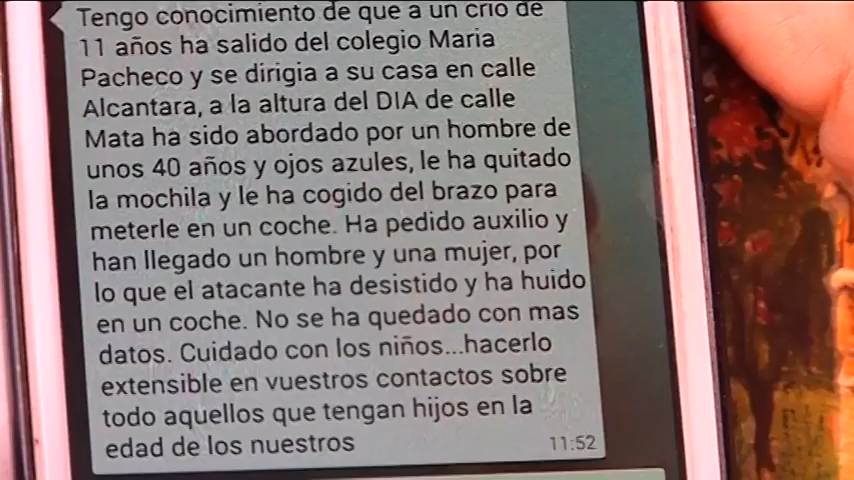 Tengo conocimiento de que a un crio de
11 años ha salido del colegio Maria
Pacheco y se dirigia a su casa en calle
Alcantara, a la altura del DIA de calle
Mata ha sido abordado por un hombre de
unos 40 años y ojos azules, le ha quitado
la mochila y le ha cogido del brazo para
meterle en un coche. Ha pedido auxilio y
han llegado un hombre y una mujer, por
lo que el atacante ha desistido y ha huido
en un coche. No se ha quedado con mas
datos. Cuidado con los niños...hacerlo
extensible en vuestros contactos sobre
todo aquellos que tengan hijos en la
edad de los nuestros
11:52